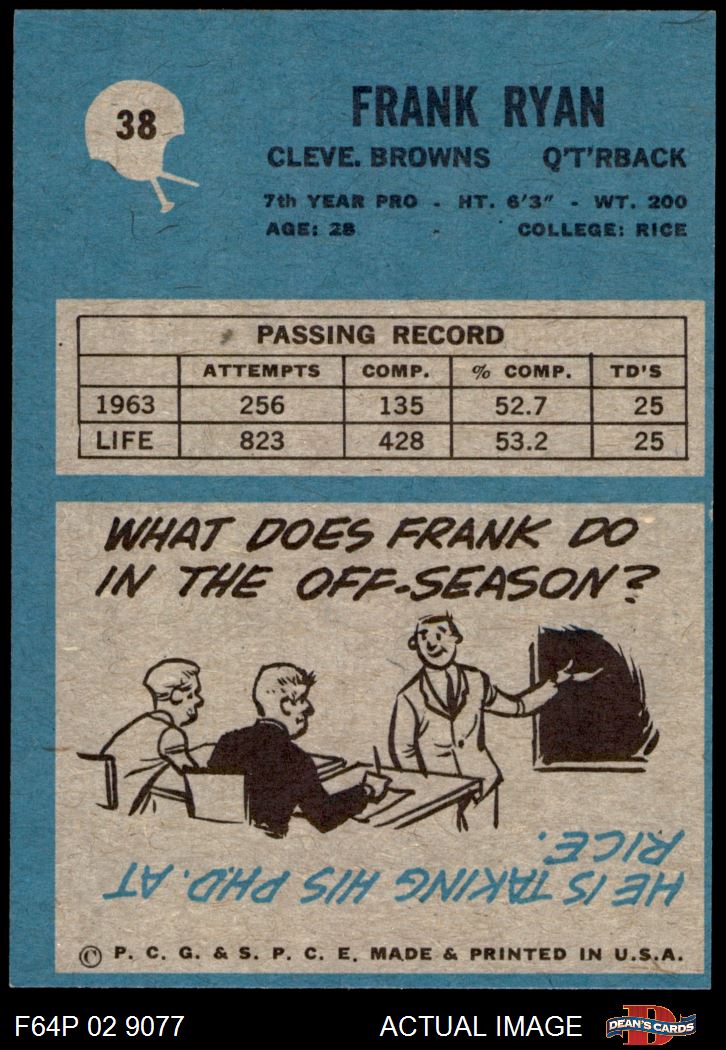 38
FRANK RYAN
CLEVE. BROWNS Q'T'RBACK
7th YEAR PRO - HT. 6'3" - WT. 200
AGE: 28 - COLLEGE: RICE
PASSING RECORD
ATTEMPTS COMP. % COMP. TD'S
1963 256 135 52.7 25
LIFE 823 428 53.2 25
WHAT DOES FRANK DO
IN THE OFF-SEASON?
HE IS TAKING HIS PHD. AT
RICE.
© P. C. G. & S. P. C. E. MADE & PRINTED IN U.S.A.
F64P 02 9077 ACTUAL IMAGE D DEAN'S CARDS